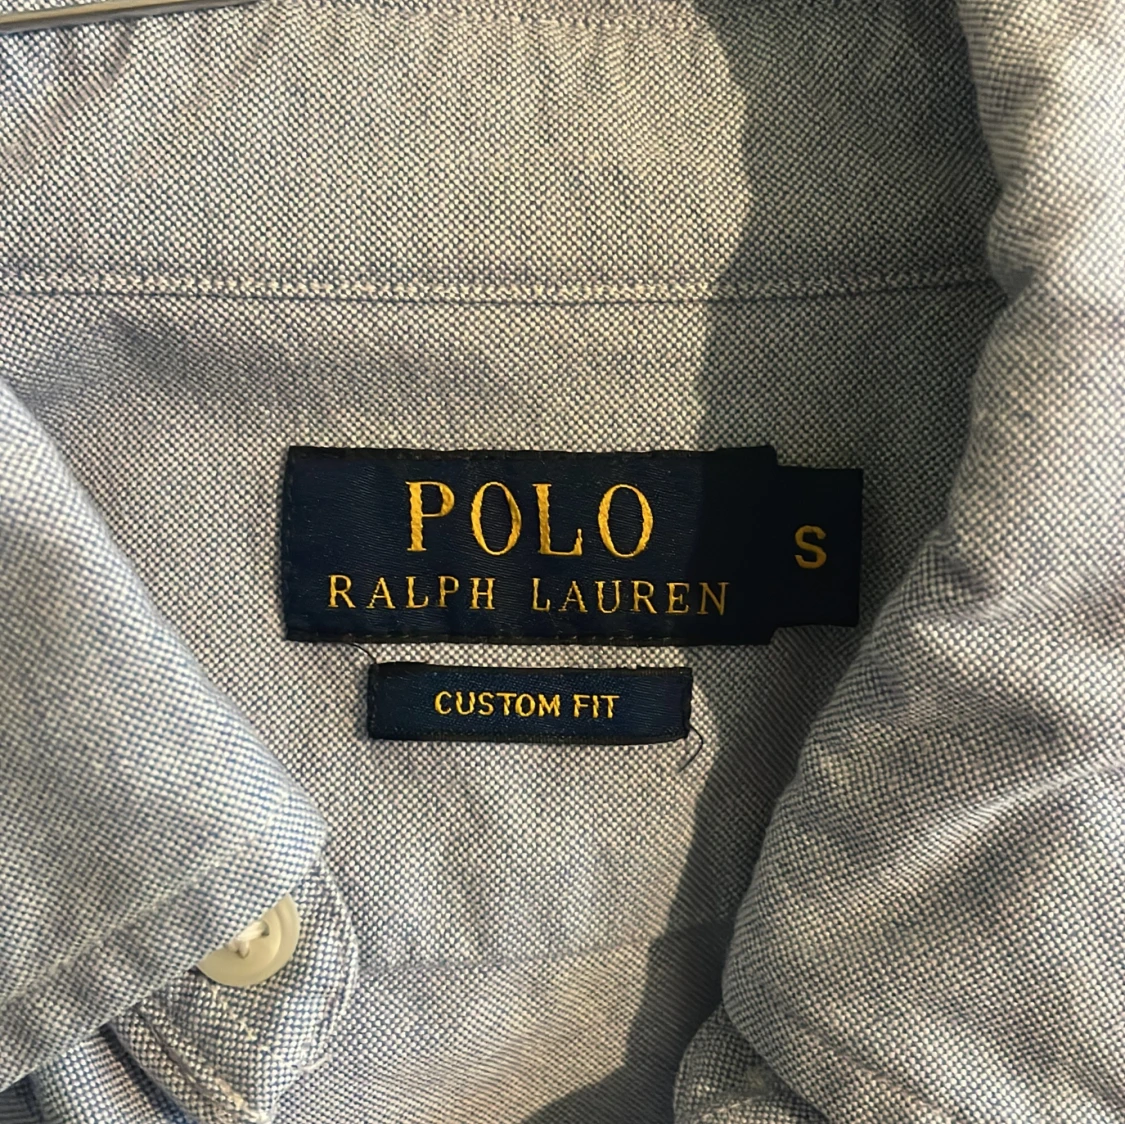 POLO
RALPH LAUREN
S
CUSTOM FIT